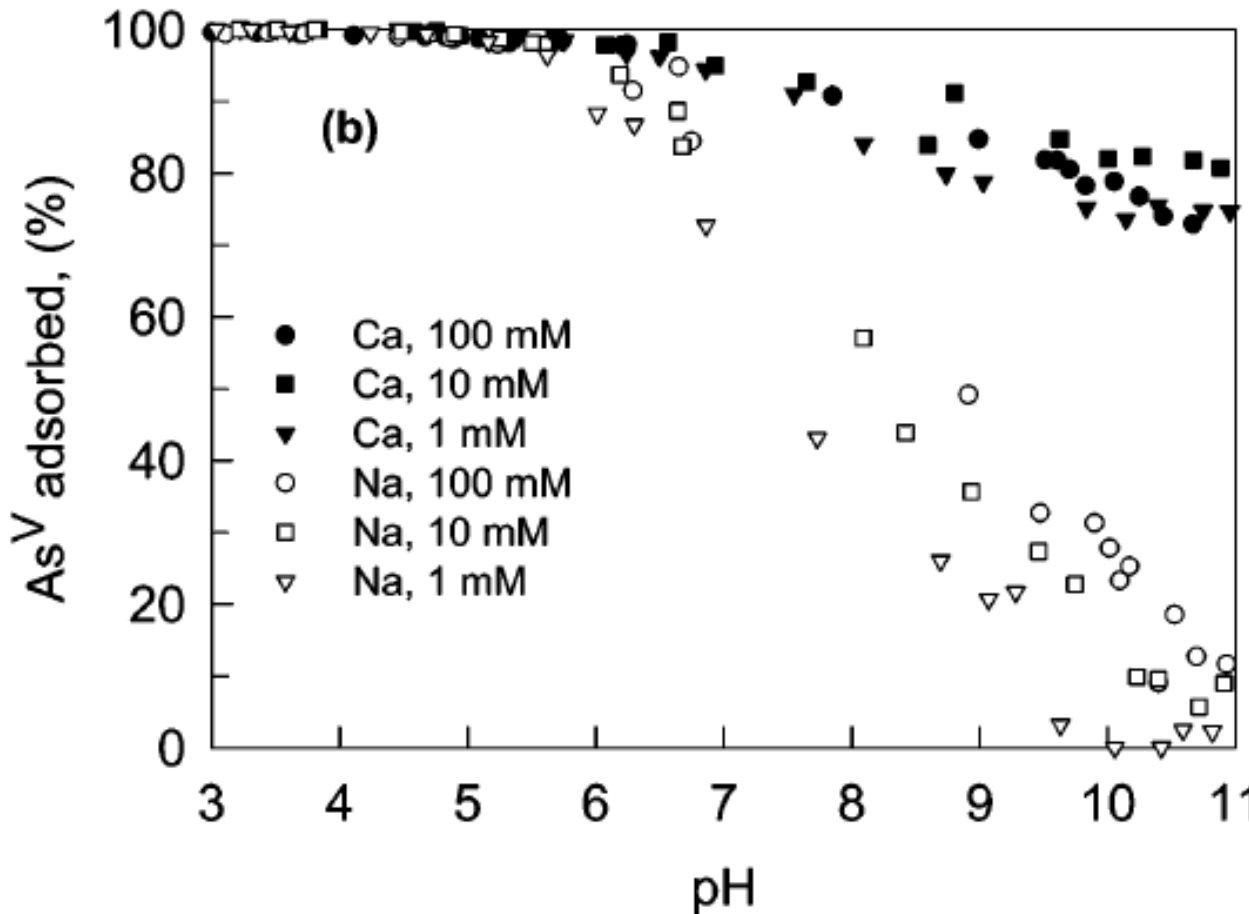 100
80
60
40
20
0
As^V adsorbed, (%)
(b)
Ca, 100 mM
Ca, 10 mM
Ca, 1 mM
Na, 100 mM
Na, 10 mM
Na, 1 mM
3 4 5 6 7 8 9 10 11
pH